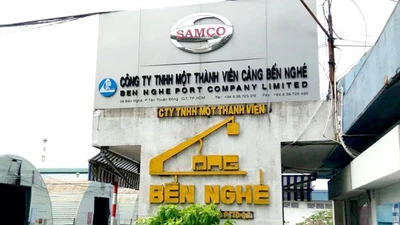 SAMCO
CÔNG TY TNHH MỘT THÀNH VIÊN CẢNG BẾN NGHÉ
BEN NGHE PORT COMPANY LIMITED
CTY TNHH MỘT THÀNH VIÊN
BẾN NGHÉ